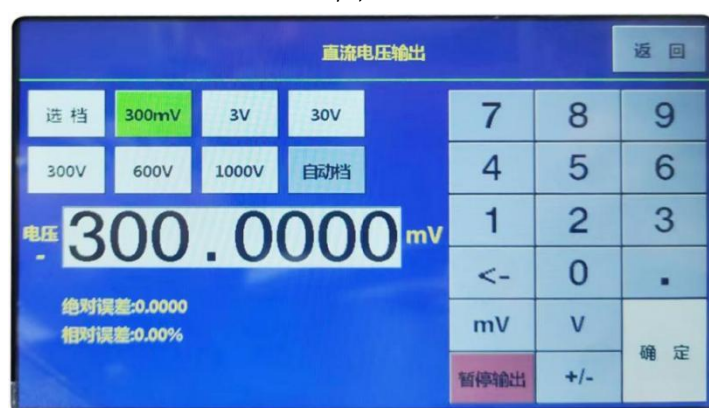 直流电压输出
返 回
选 档 300mV 3V 30V
300V 600V 1000V 自动档
电压 - 300.0000 mV
绝对误差:0.0000
相对误差:0.00%
7 8 9
4 5 6
1 2 3
<- 0 .
mV V
确 定
暂停输出 +/-